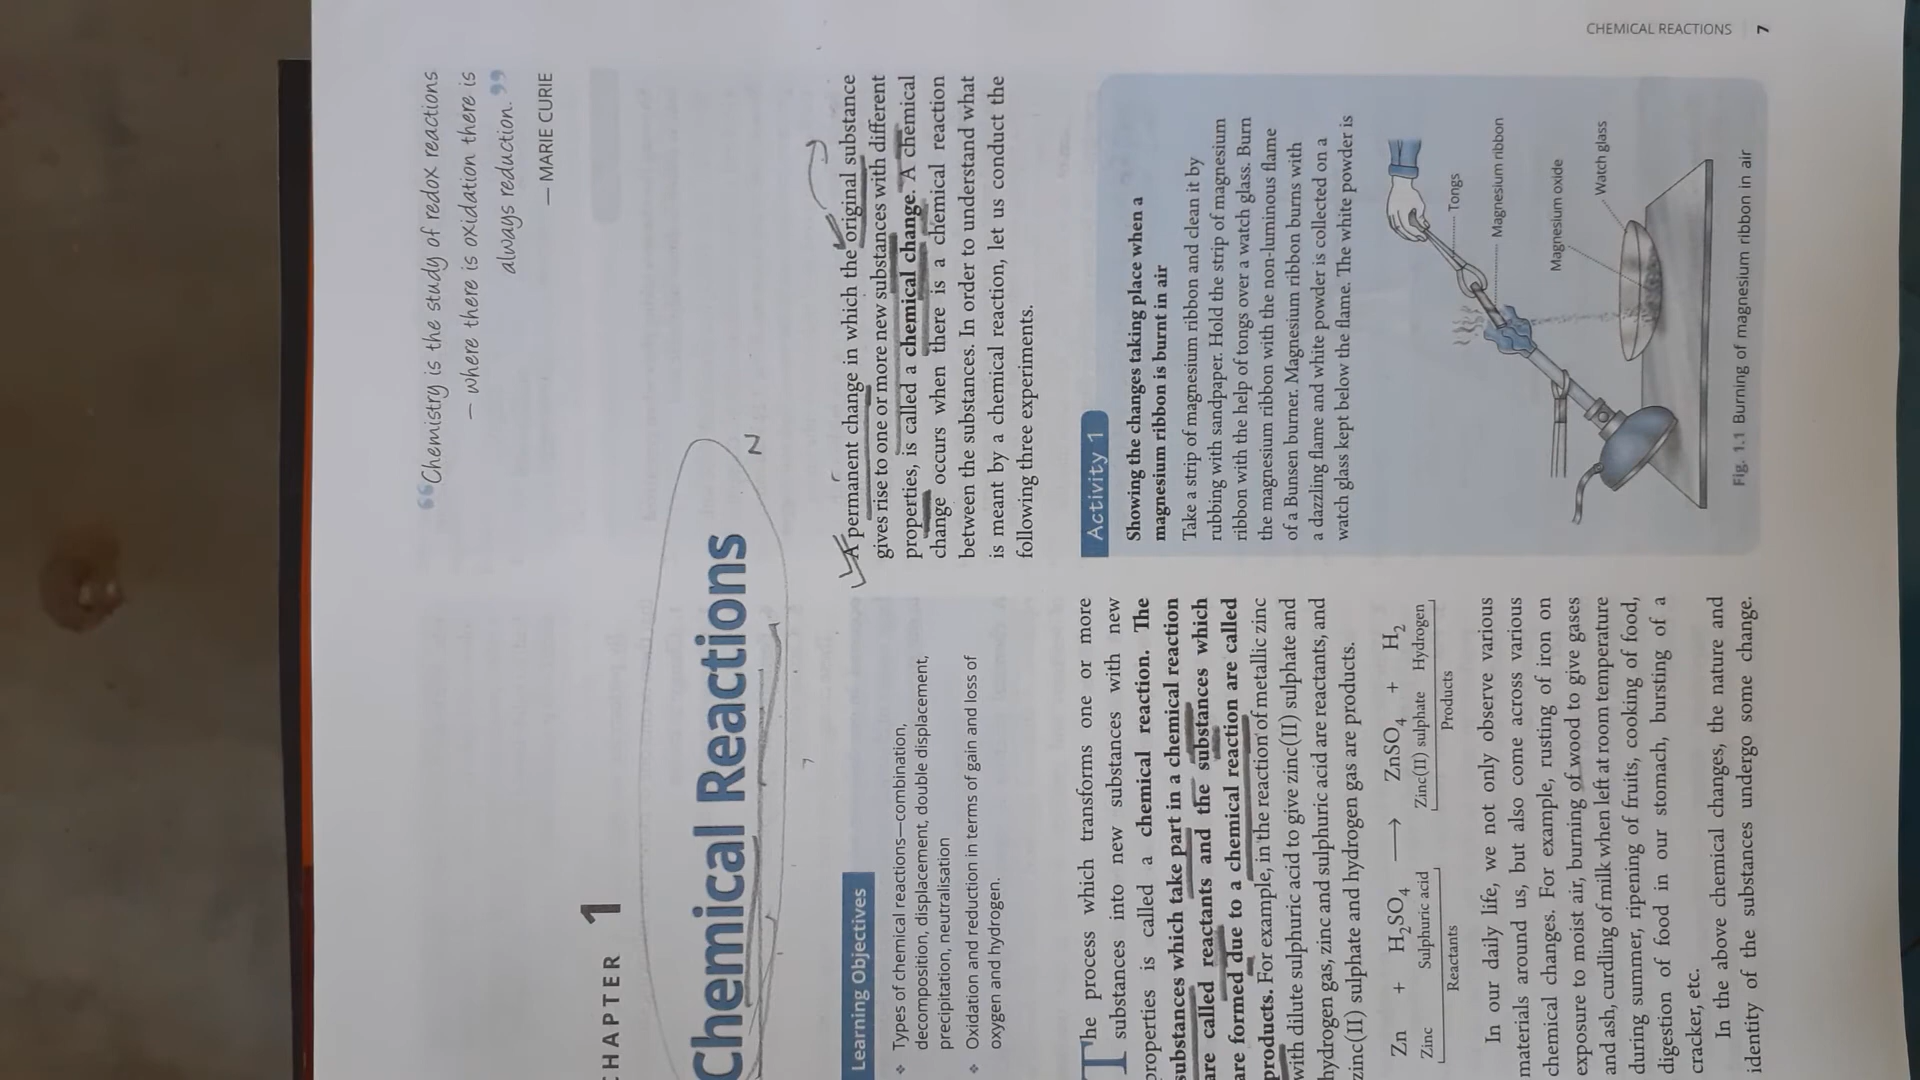 “Chemistry is the study of redox reactions
– where there is oxidation there is
always reduction.”
— MARIE CURIE
CHAPTER 1
Chemical Reactions
Learning Objectives
❖ Types of chemical reactions—combination,
decomposition, displacement, double displacement,
precipitation, neutralisation
❖ Oxidation and reduction in terms of gain and loss of
oxygen and hydrogen.
The process which transforms one or more
substances into new substances with new
properties is called a chemical reaction. The
substances which take part in a chemical reaction
are called reactants and the substances which
are formed due to a chemical reaction are called
products. For example, in the reaction of metallic zinc
with dilute sulphuric acid to give zinc(II) sulphate and
hydrogen gas, zinc and sulphuric acid are reactants, and
zinc(II) sulphate and hydrogen gas are products.
Zn + H₂SO₄ ⟶ ZnSO₄ + H₂
Zinc Sulphuric acid Zinc(II) sulphate Hydrogen
Reactants Products
In our daily life, we not only observe various
materials around us, but also come across various
chemical changes. For example, rusting of iron on
exposure to moist air, burning of wood to give gases
and ash, curdling of milk when left at room temperature
during summer, ripening of fruits, cooking of food,
digestion of food in our stomach, bursting of a
cracker, etc.
In the above chemical changes, the nature and
identity of the substances undergo some change.
A permanent change in which the original substance
gives rise to one or more new substances with different
properties, is called a chemical change. A chemical
change occurs when there is a chemical reaction
between the substances. In order to understand what
is meant by a chemical reaction, let us conduct the
following three experiments.
Activity 1
Showing the changes taking place when a
magnesium ribbon is burnt in air
Take a strip of magnesium ribbon and clean it by
rubbing with sandpaper. Hold the strip of magnesium
ribbon with the help of tongs over a watch glass. Burn
the magnesium ribbon with the non-luminous flame
of a Bunsen burner. Magnesium ribbon burns with
a dazzling flame and white powder is collected on a
watch glass kept below the flame. The white powder is
Tongs
Magnesium ribbon
Magnesium oxide
Watch glass
Fig. 1.1 Burning of magnesium ribbon in air
CHEMICAL REACTIONS 7